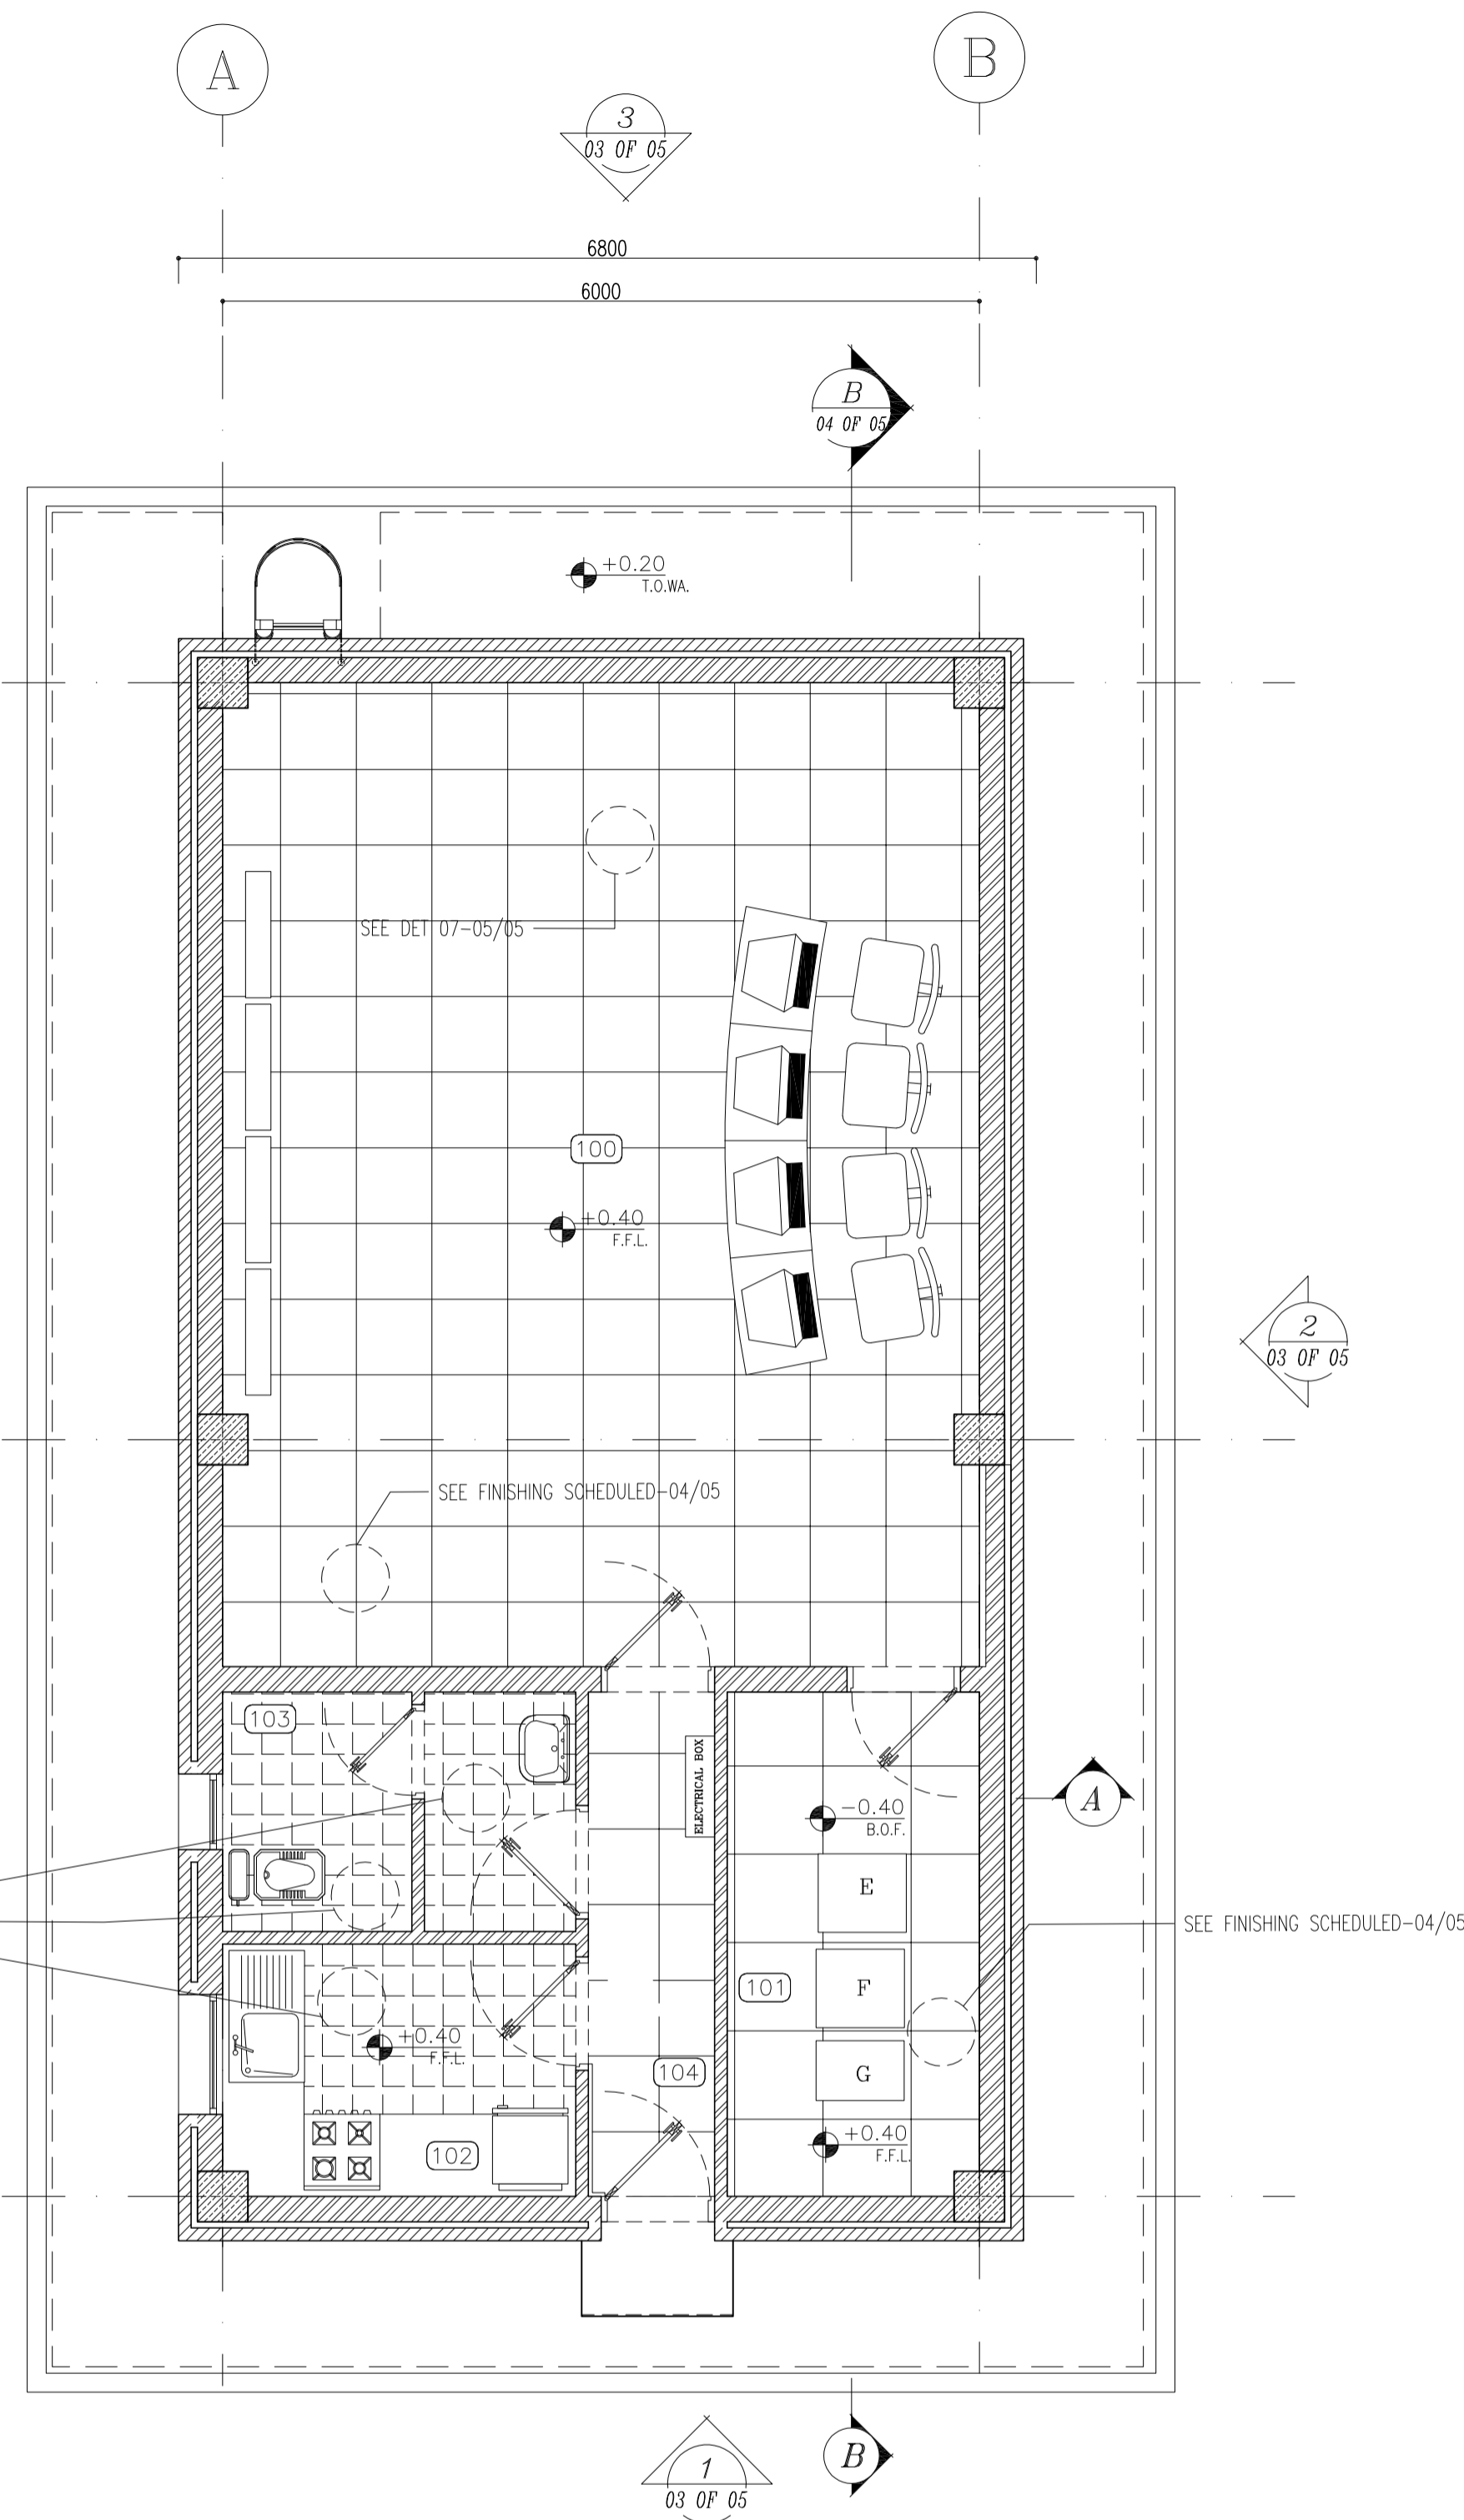 A
B
3
03 OF 05
6800
6000
B
04 OF 05
+0.20
T.O.WA.
SEE DET 07-05/05
100
+0.40
F.F.L.
2
03 OF 05
SEE FINISHING SCHEDULED-04/05
103
ELECTRICAL BOX
-0.40
B.O.F.
A
E
SEE FINISHING SCHEDULED-04/05
101
F
+0.40
F.F.L.
104
G
102
+0.40
F.F.L.
B
1
03 OF 05